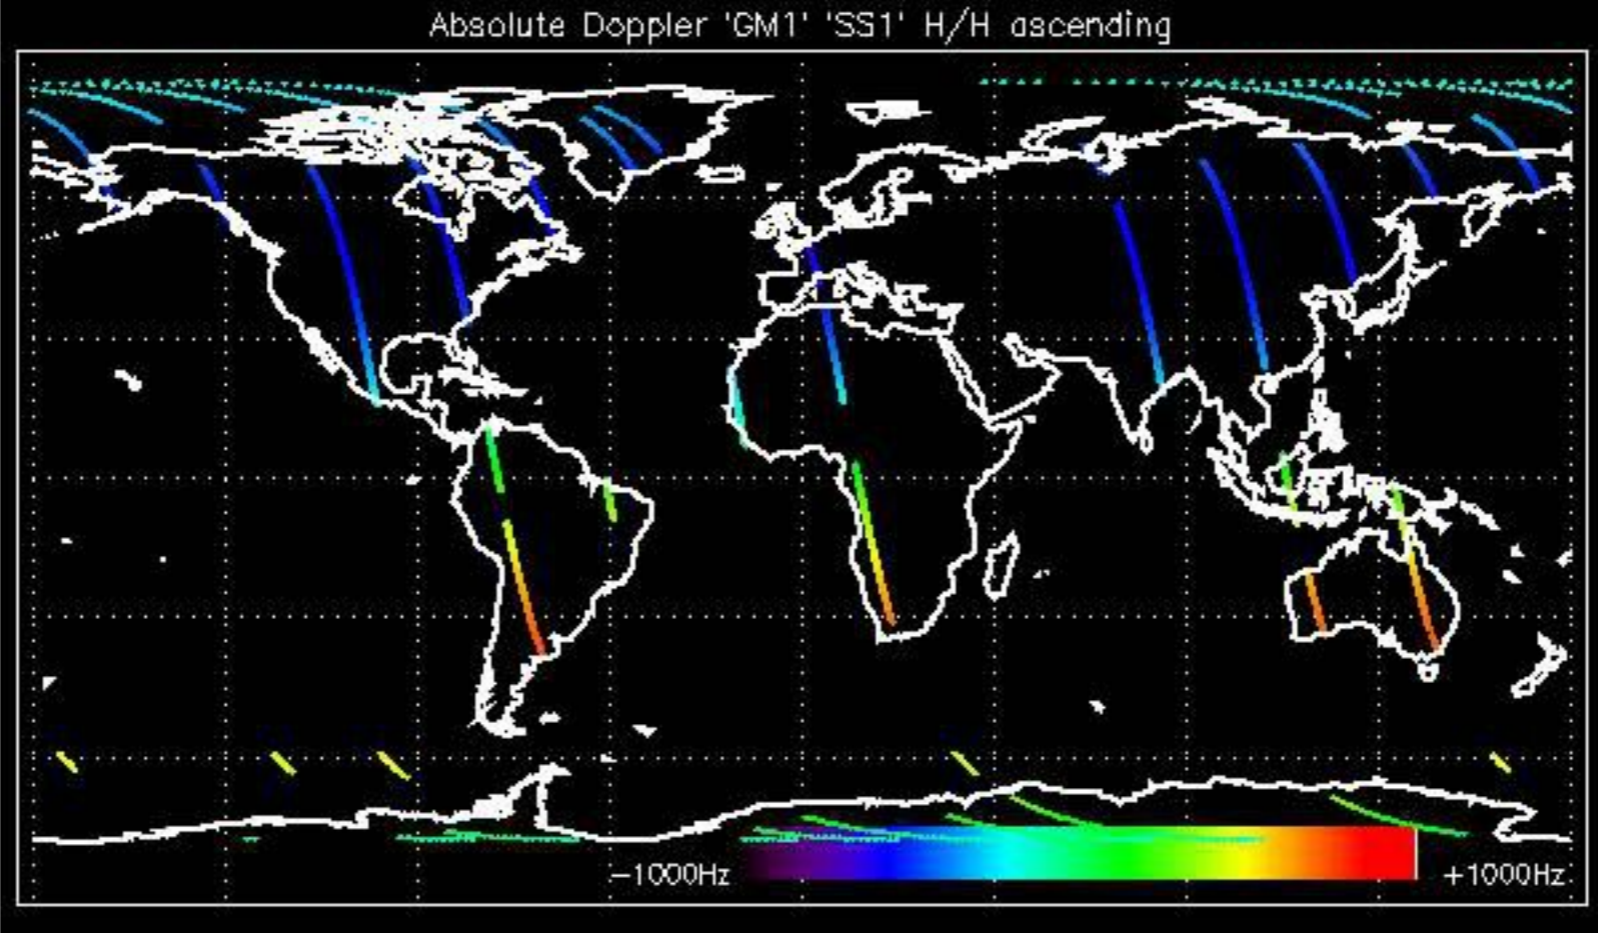 Absolute Doppler 'GM1' 'SS1' H/H ascending
−1000Hz
+1000Hz